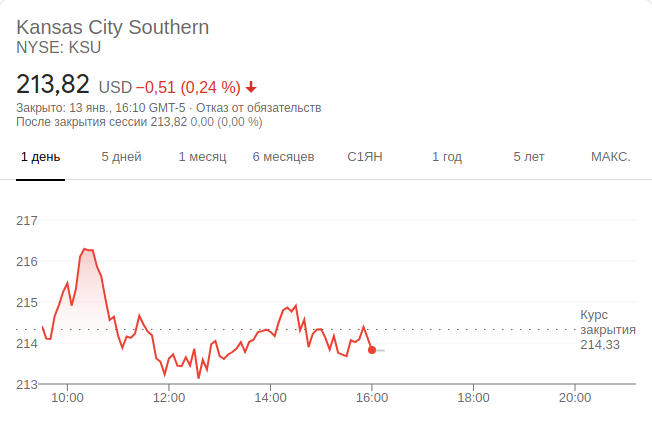 Kansas City Southern
NYSE: KSU
213,82 USD −0,51 (0,24 %)
Закрыто: 13 янв., 16:10 GMT-5 · Отказ от обязательств
После закрытия сессии 213,82 0,00 (0,00 %)
1 день 5 дней 1 месяц 6 месяцев С1ЯН 1 год 5 лет МАКС.
217
216
215
214
213
Курс
закрытия
214,33
10:00 12:00 14:00 16:00 18:00 20:00